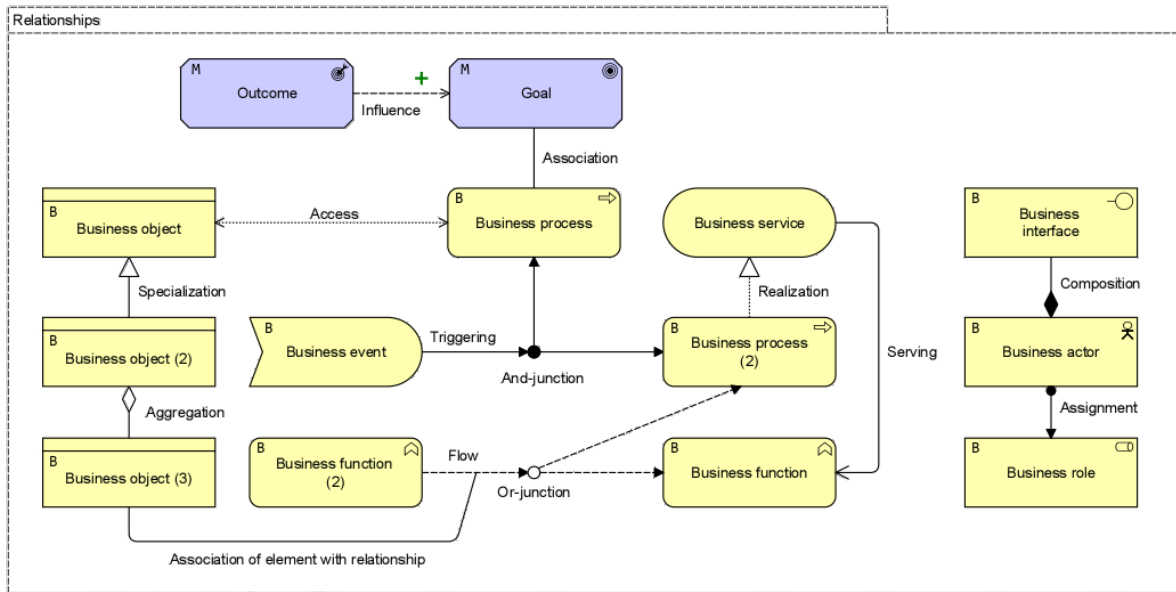 Relationships
M
Outcome
Influence
+
M
Goal
Association
B
Business object
Access
B
Business process
Business service
B
Business
interface
Specialization
Realization
Composition
B
Business object (2)
B
Business event
Triggering
And-junction
B
Business process
(2)
Serving
B
Business actor
Aggregation
Assignment
B
Business object (3)
B
Business function
(2)
Flow
Or-junction
B
Business function
B
Business role
Association of element with relationship